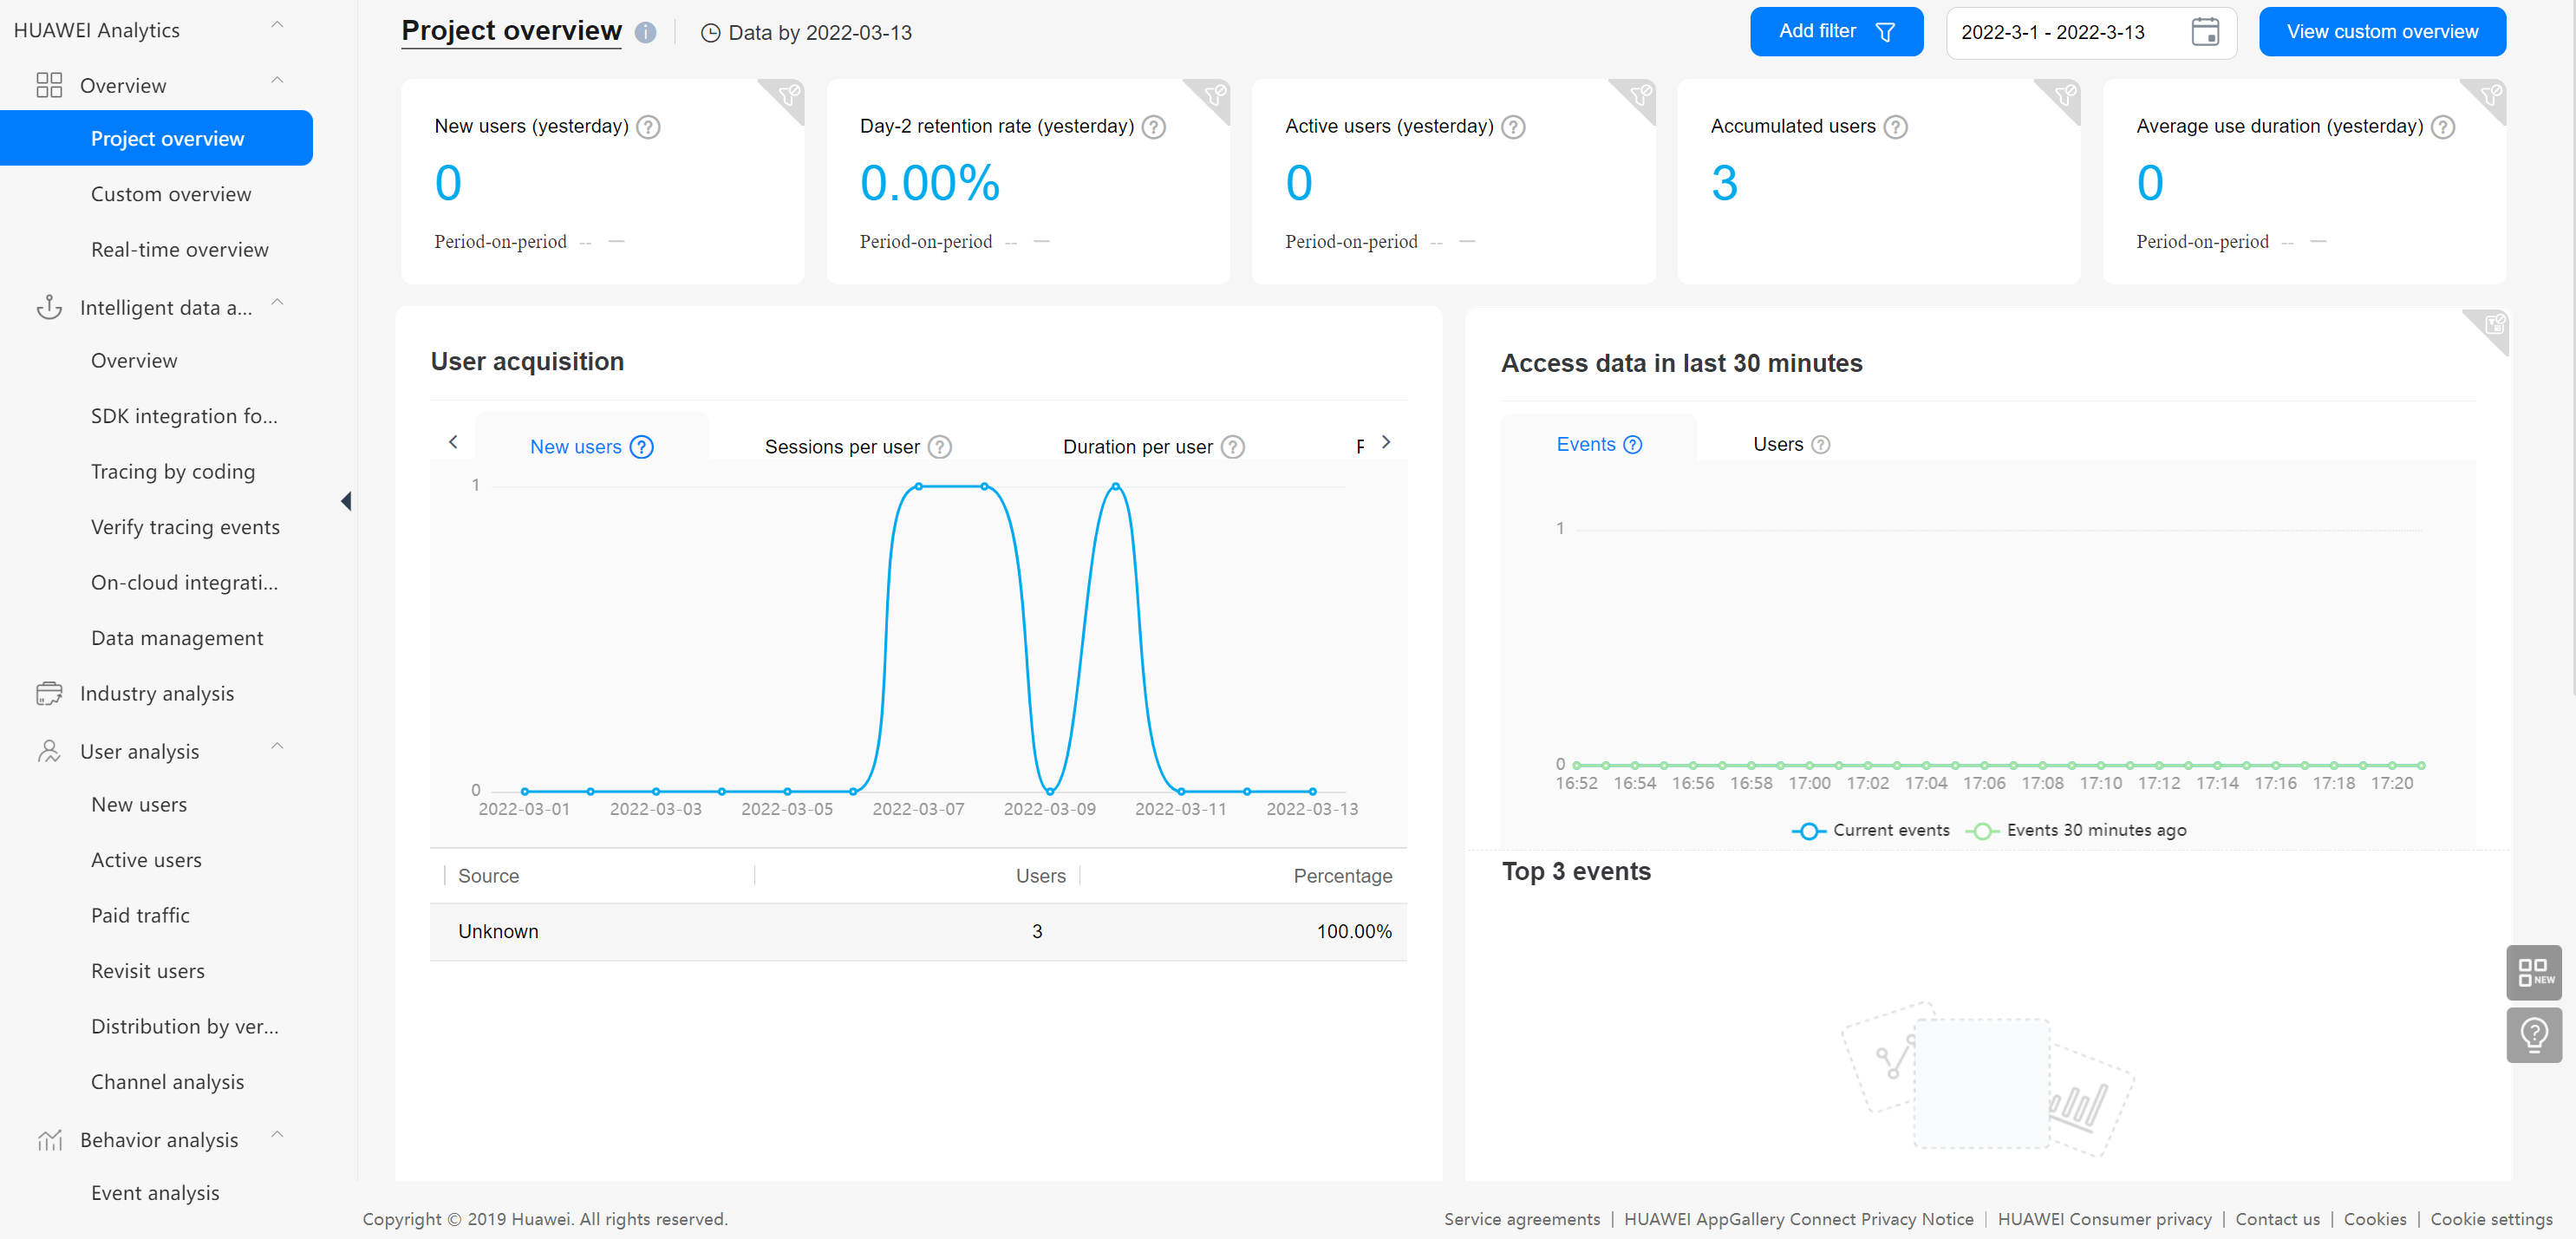 HUAWEI Analytics
Overview
Project overview
Custom overview
Real-time overview
Intelligent data a...
Overview
SDK integration fo...
Tracing by coding
Verify tracing events
On-cloud integrati...
Data management
Industry analysis
User analysis
New users
Active users
Paid traffic
Revisit users
Distribution by ver...
Channel analysis
Behavior analysis
Event analysis
Project overview
Data by 2022-03-13
Add filter
2022-3-1 - 2022-3-13
View custom overview
New users (yesterday)
0
Period-on-period --
Day-2 retention rate (yesterday)
0.00%
Period-on-period --
Active users (yesterday)
0
Period-on-period --
Accumulated users
3
Average use duration (yesterday)
0
Period-on-period --
User acquisition
New users
Sessions per user
Duration per user
1
0
2022-03-01 2022-03-03 2022-03-05 2022-03-07 2022-03-09 2022-03-11 2022-03-13
Source Users Percentage
Unknown 3 100.00%
Access data in last 30 minutes
Events
Users
1
0
16:52 16:54 16:56 16:58 17:00 17:02 17:04 17:06 17:08 17:10 17:12 17:14 17:16 17:18 17:20
Current events Events 30 minutes ago
Top 3 events
NEW
Copyright © 2019 Huawei. All rights reserved.
Service agreements | HUAWEI AppGallery Connect Privacy Notice | HUAWEI Consumer privacy | Contact us | Cookies | Cookie settings